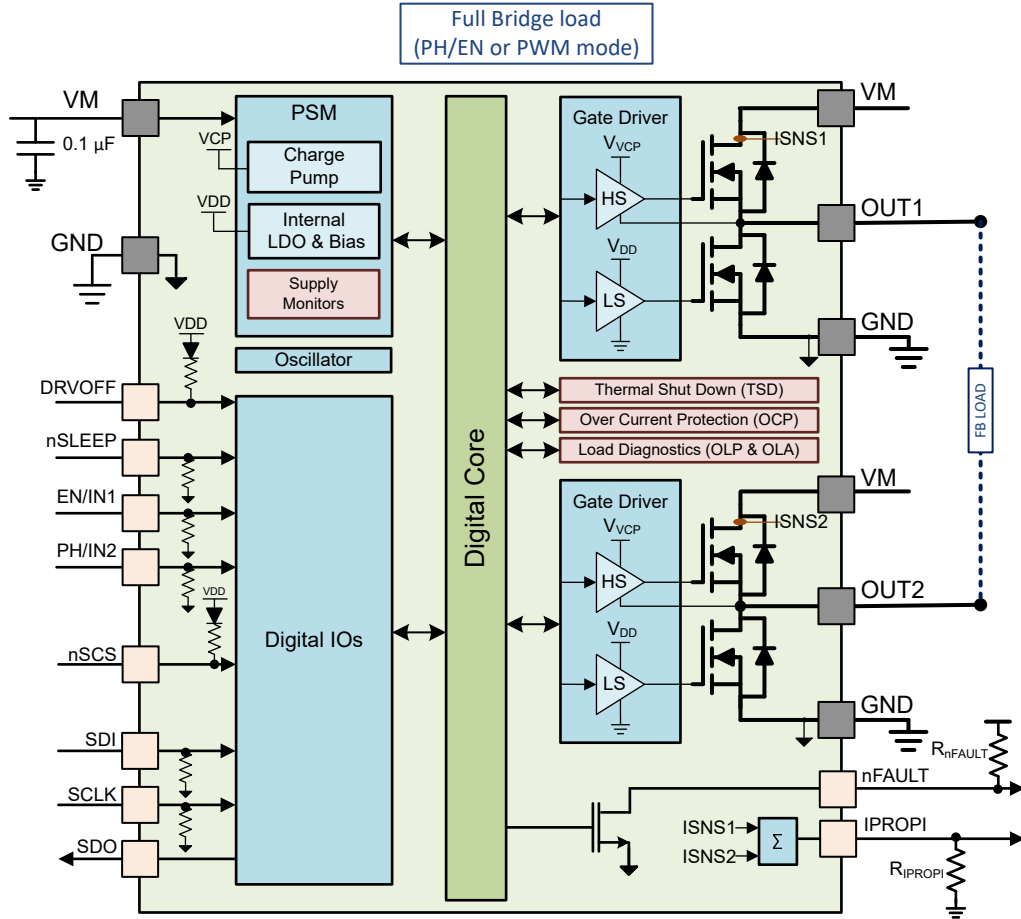 Full Bridge load
(PH/EN or PWM mode)
VM
0.1 µF
GND
VDD
DRVOFF
nSLEEP
EN/IN1
PH/IN2
VDD
nSCS
SDI
SCLK
SDO
PSM
VCP
Charge
Pump
VDD
Internal
LDO & Bias
Supply
Monitors
Oscillator
Digital IOs
Digital Core
Gate Driver
VVCP
HS
VDD
LS
ISNS1
VM
OUT1
GND
Thermal Shut Down (TSD)
Over Current Protection (OCP)
Load Diagnostics (OLP & OLA)
FB LOAD
Gate Driver
VVCP
HS
VDD
LS
ISNS2
VM
OUT2
GND
RnFAULT
nFAULT
ISNS1
ISNS2
Σ
IPROPI
RIPROPI